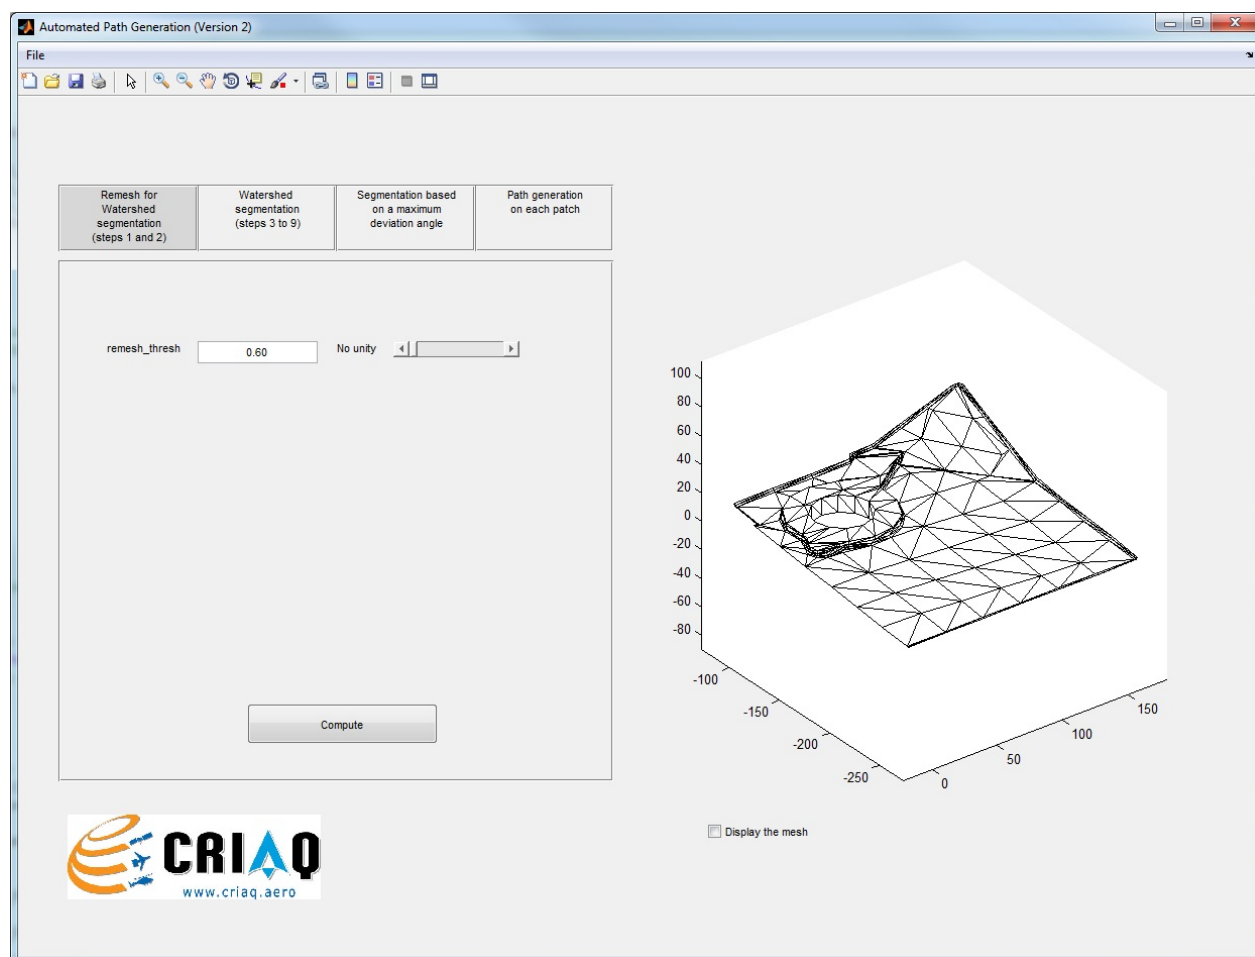 Automated Path Generation (Version 2)
File
Remesh for
Watershed
segmentation
(steps 1 and 2)
Watershed
segmentation
(steps 3 to 9)
Segmentation based
on a maximum
deviation angle
Path generation
on each patch
remesh_thresh
0.60
No unity
Compute
100
80
60
40
20
0
-20
-40
-60
-80
-100
-150
-200
-250
0
50
100
150
Display the mesh
CRIAQ
www.criaq.aero